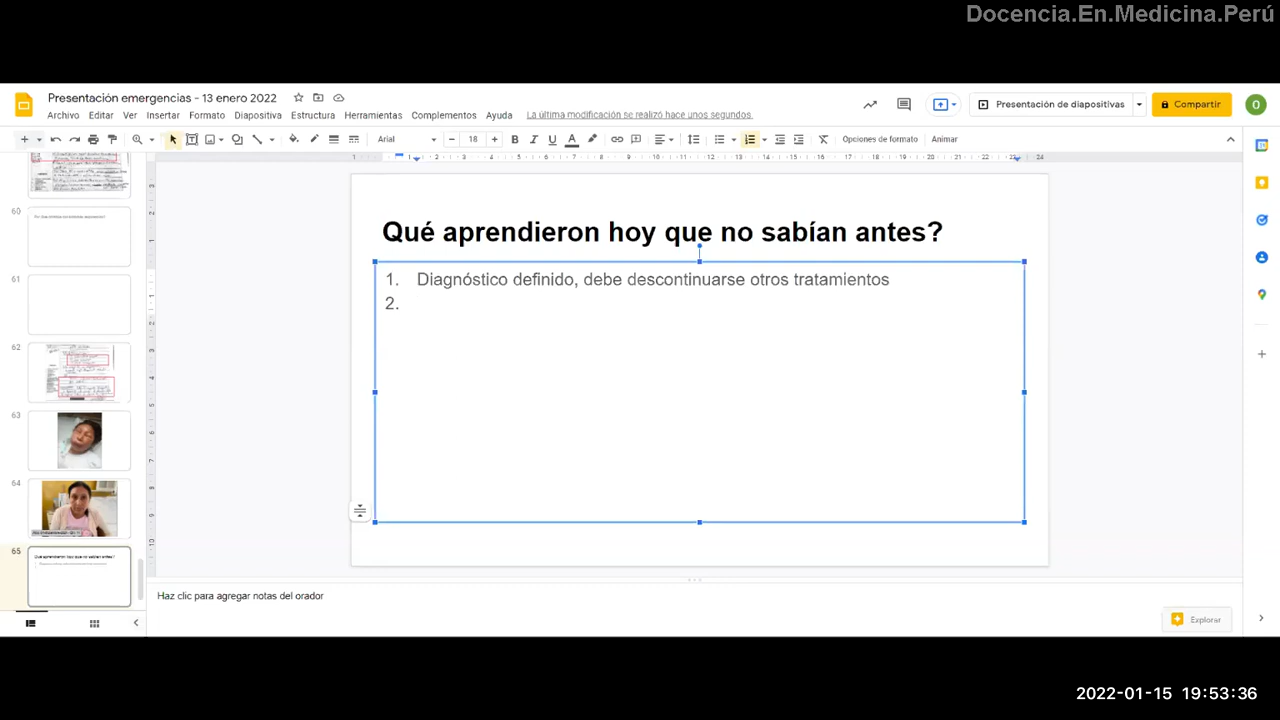 Docencia.En.Medicina.Perú
Presentación emergencias - 13 enero 2022
Archivo Editar Ver Insertar Formato Diapositiva Organizar Herramientas Complementos Ayuda La última modificación se realizó hace unos segundos.
Presentación de diapositivas
Compartir
O
Arial
18
Opciones de formato
Animar
60
61
62
63
64
65
Qué aprendieron hoy que no sabían antes?
1. Diagnóstico definido, debe descontinuarse otros tratamientos
2.
Haz clic para agregar notas del orador
Explorar
2022-01-15 19:53:36